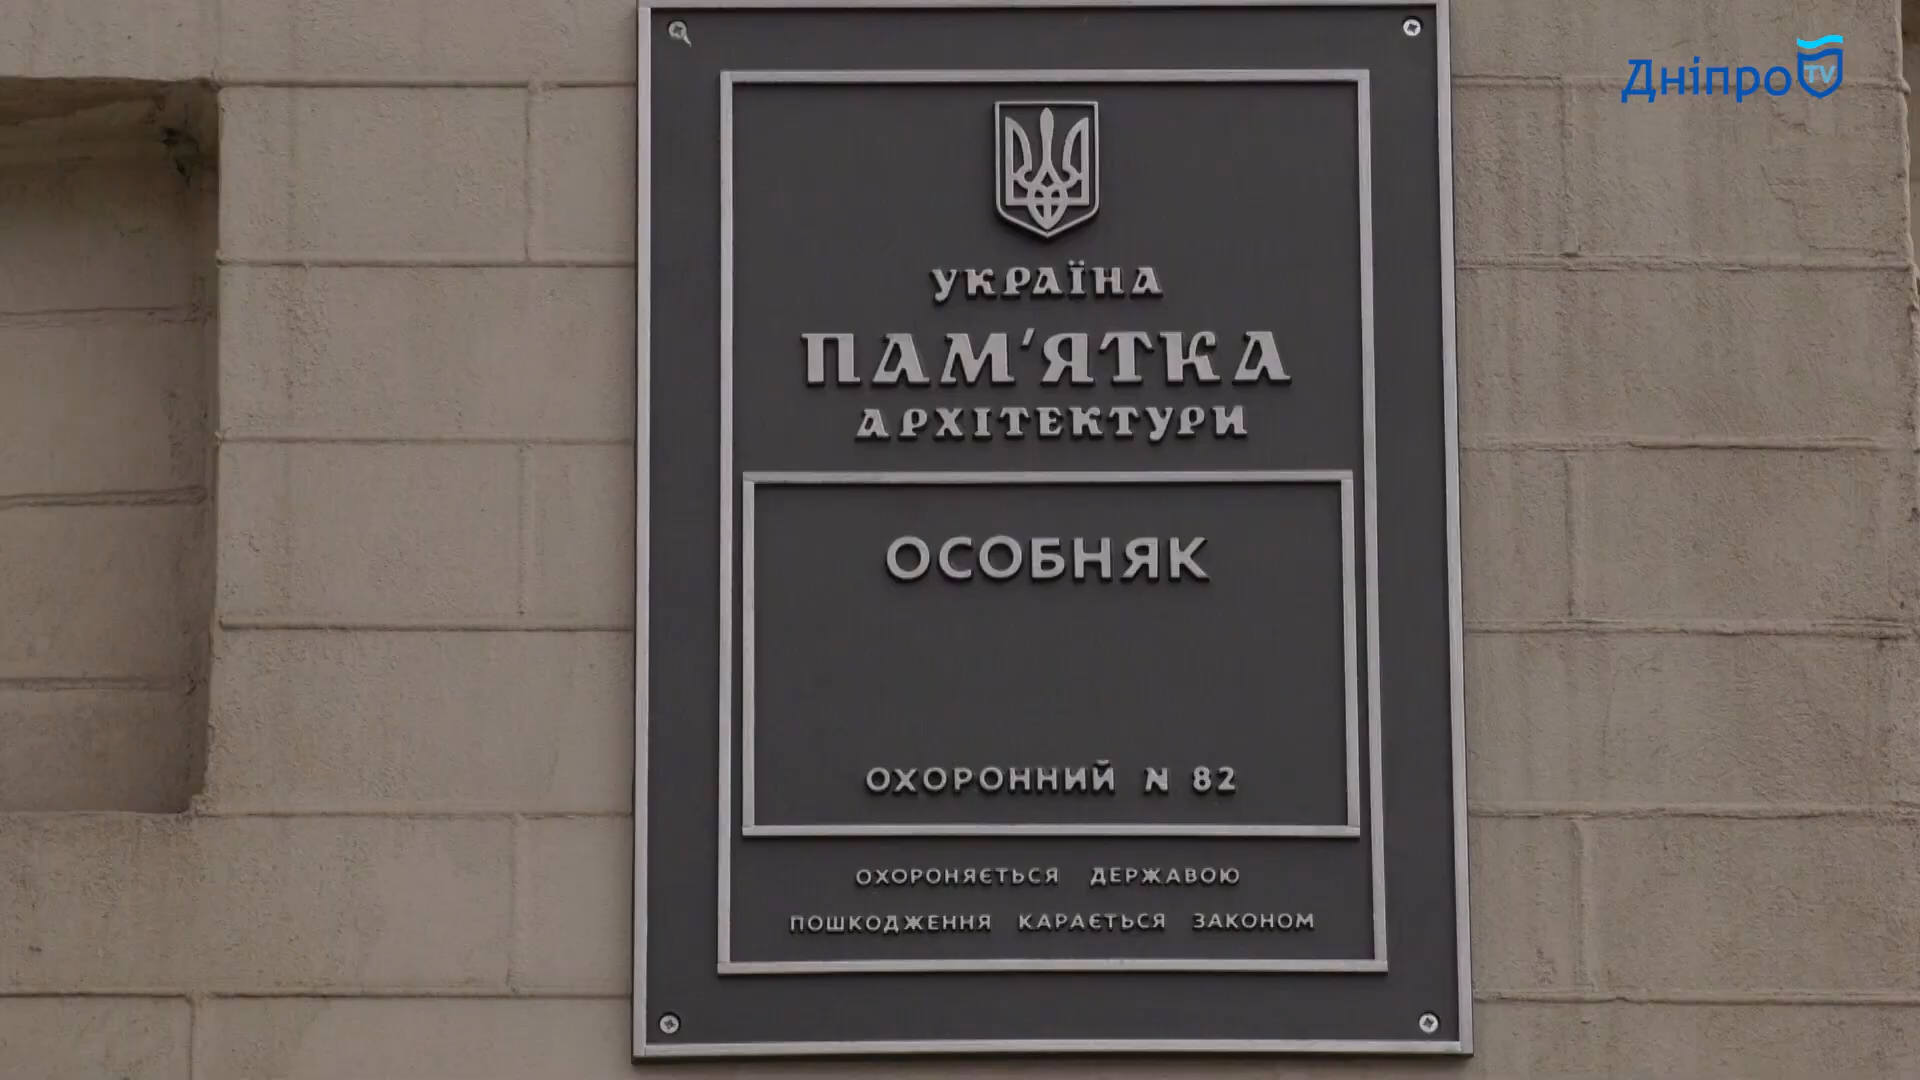 Дніпро TV
УКРАЇНА
ПАМ'ЯТКА
АРХІТЕКТУРИ
ОСОБНЯК
ОХОРОННИЙ N 82
ОХОРОНЯЄТЬСЯ ДЕРЖАВОЮ
ПОШКОДЖЕННЯ КАРАЄТЬСЯ ЗАКОНОМ